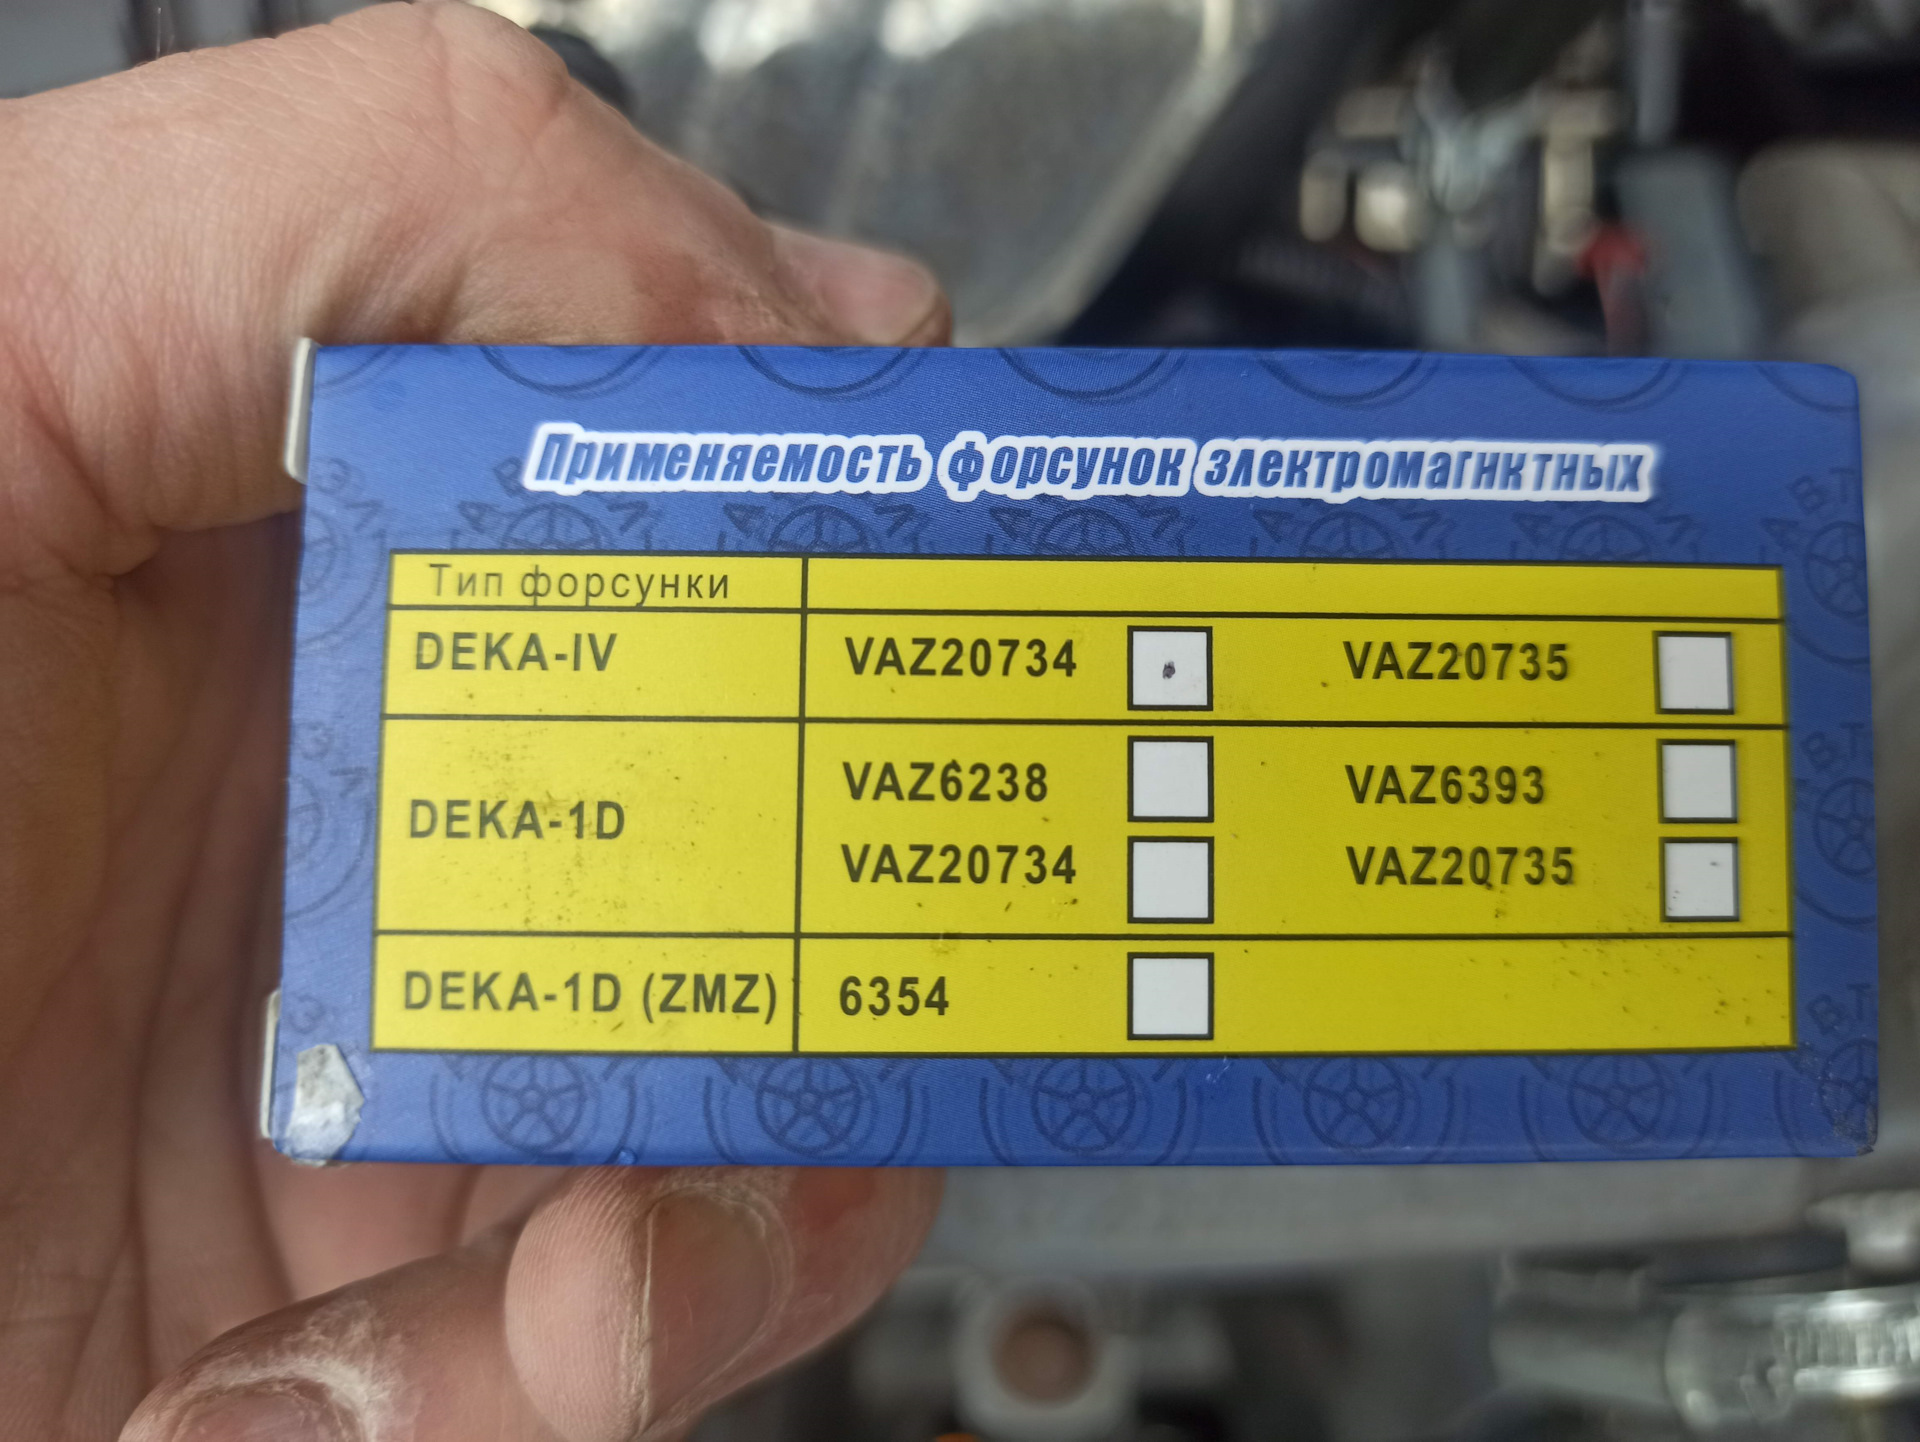 Применяемость форсунок электромагнктных
Тип форсунки
DEKA-IV VAZ20734 VAZ20735
DEKA-1D
VAZ6238 VAZ6393
VAZ20734 VAZ20735
DEKA-1D (ZMZ) 6354